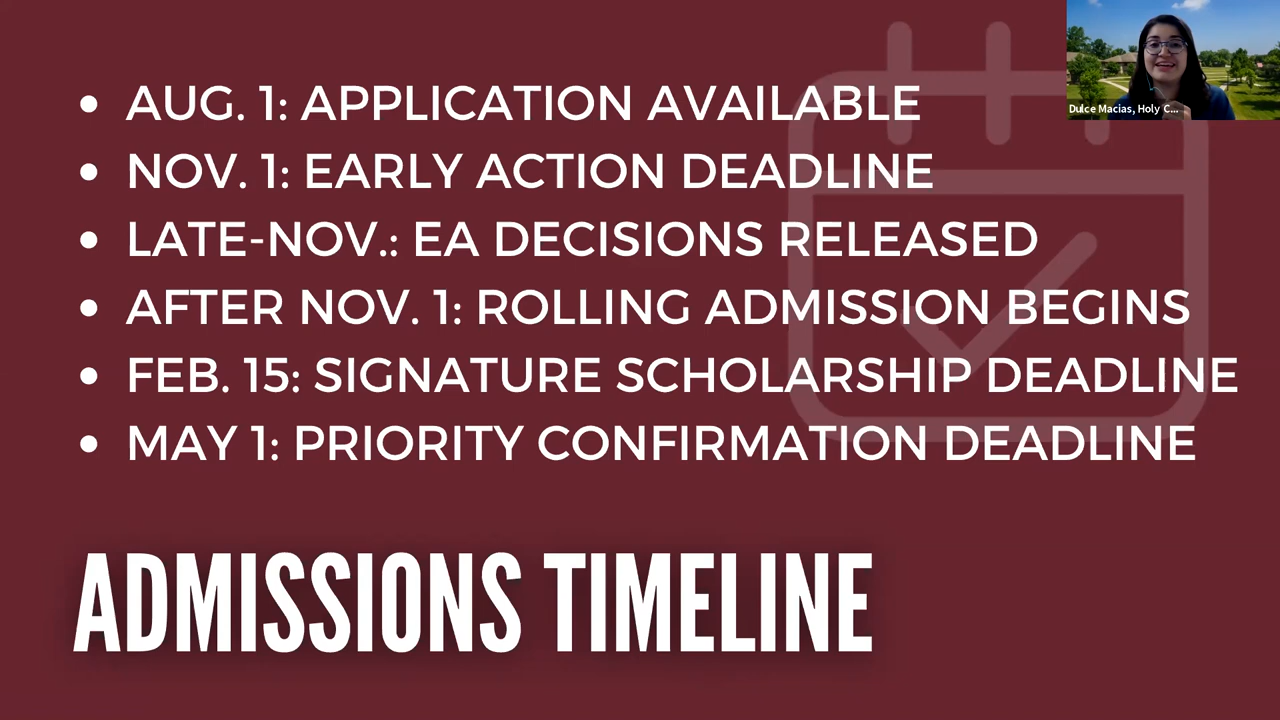 AUG. 1: APPLICATION AVAILABLE
NOV. 1: EARLY ACTION DEADLINE
LATE-NOV.: EA DECISIONS RELEASED
AFTER NOV. 1: ROLLING ADMISSION BEGINS
FEB. 15: SIGNATURE SCHOLARSHIP DEADLINE
MAY 1: PRIORITY CONFIRMATION DEADLINE
ADMISSIONS TIMELINE
Dulce Macias, Holy C...